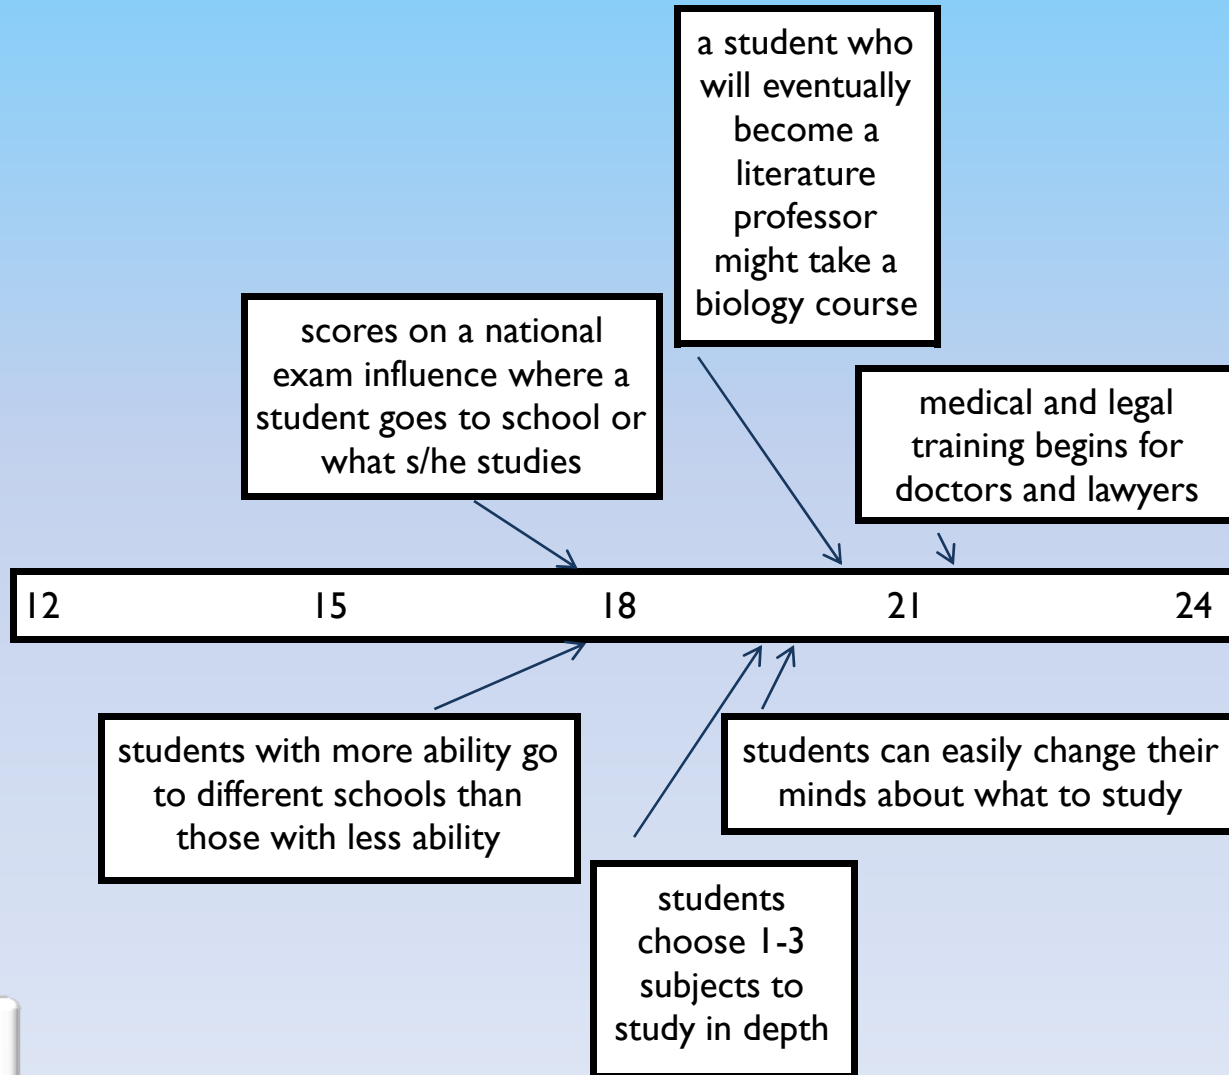 a student who
will eventually
become a
literature
professor
might take a
biology course
scores on a national
exam influence where a
student goes to school or
what s/he studies
medical and legal
training begins for
doctors and lawyers
12 15 18 21 24
students with more ability go
to different schools than
those with less ability
students can easily change their
minds about what to study
students
choose 1-3
subjects to
study in depth